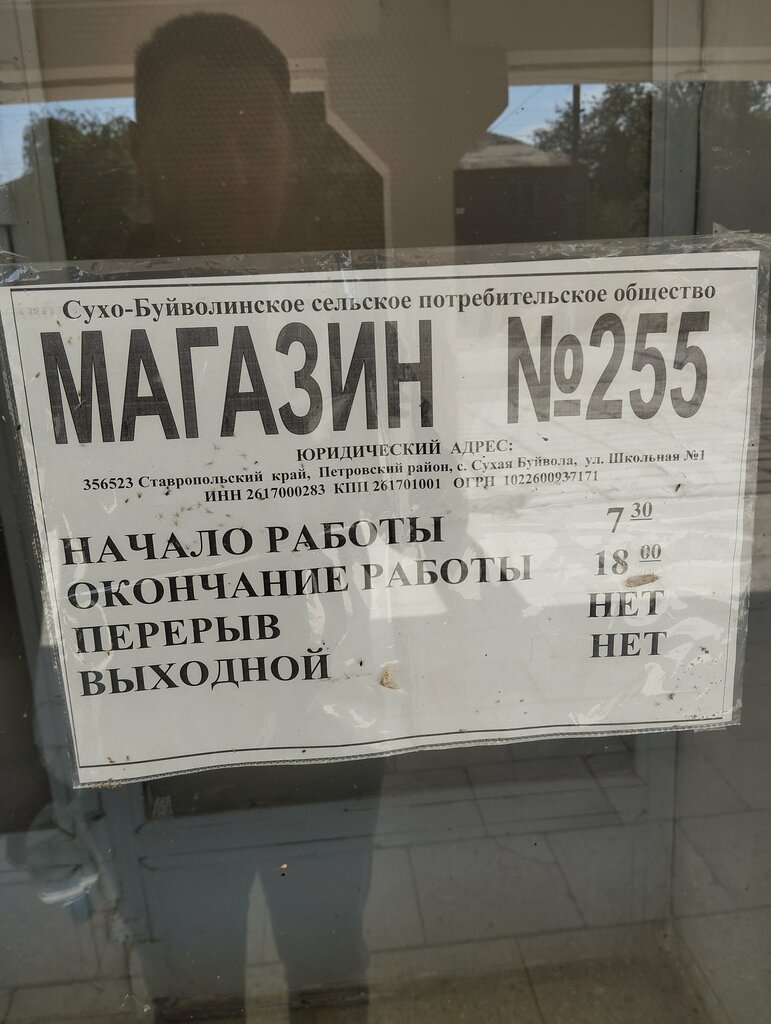 Сухо-Буйволинское сельское потребительское общество
МАГАЗИН №255
ЮРИДИЧЕСКИЙ АДРЕС:
356523 Ставропольский край, Петровский район, с. Сухая Буйвола, ул. Школьная №1
ИНН 2617000283 КПП 261701001 ОГРН 1022600937171
НАЧАЛО РАБОТЫ 7 30
ОКОНЧАНИЕ РАБОТЫ 18 00
ПЕРЕРЫВ НЕТ
ВЫХОДНОЙ НЕТ